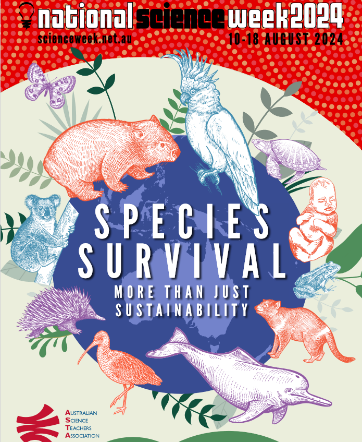 nationalscienceweek2024
scienceweek.net.au
10-18 AUGUST 2024
SPECIES
SURVIVAL
MORE THAN JUST
SUSTAINABILITY
AUSTRALIAN
SCIENCE
TEACHERS
ASSOCIATION
A
S
T
A